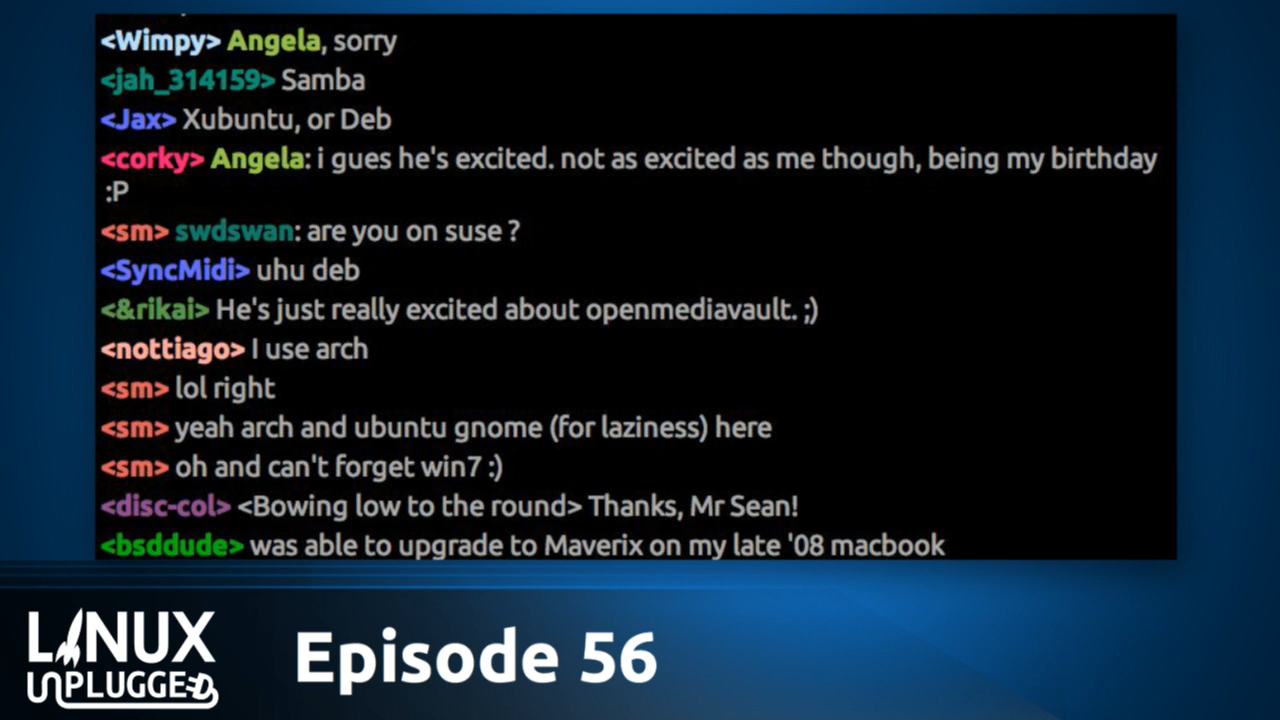 <Wimpy> Angela, sorry
<jah_314159> Samba
<Jax> Xubuntu, or Deb
<corky> Angela: i gues he's excited. not as excited as me though, being my birthday
:P
<sm> swdswan: are you on suse ?
<SyncMidi> uhu deb
<&rikai> He's just really excited about openmediavault. ;)
<nottiago> I use arch
<sm> lol right
<sm> yeah arch and ubuntu gnome (for laziness) here
<sm> oh and can't forget win7 :)
<disc-col> <Bowing low to the round> Thanks, Mr Sean!
<bsddude> was able to upgrade to Maverix on my late '08 macbook
LINUX
UNPLUGGED
Episode 56